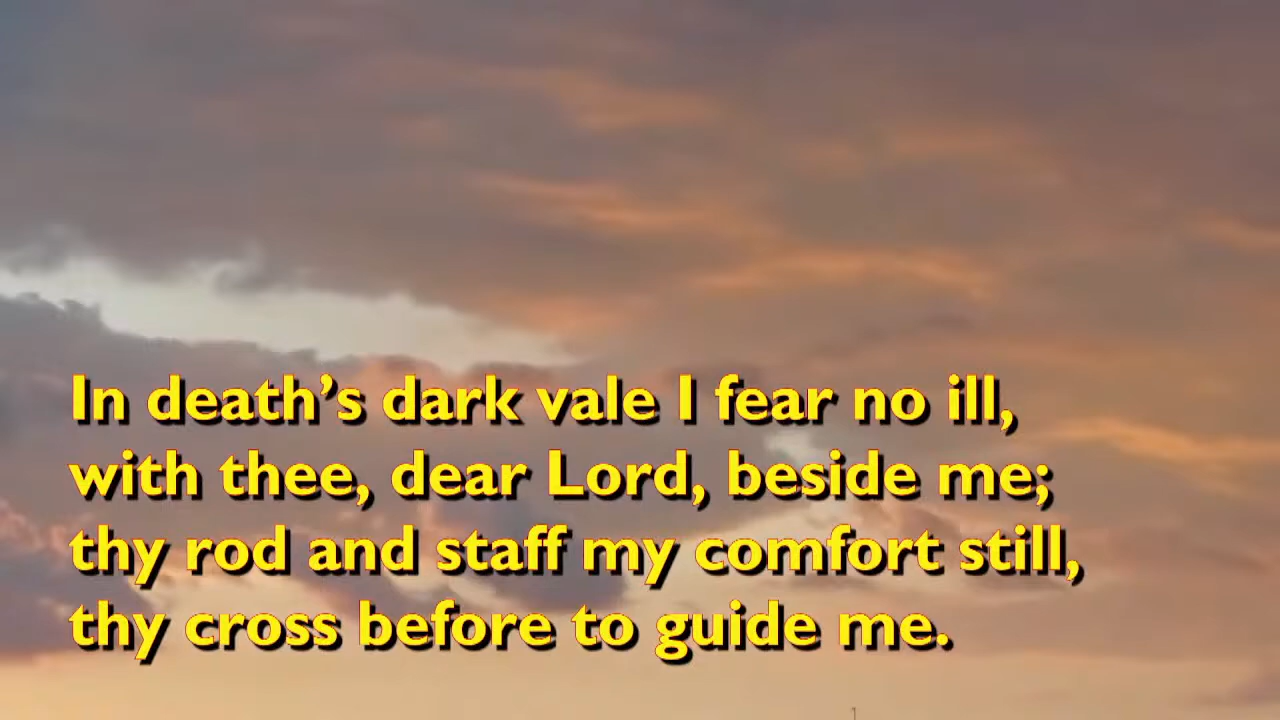 In death’s dark vale I fear no ill,
with thee, dear Lord, beside me;
thy rod and staff my comfort still,
thy cross before to guide me.